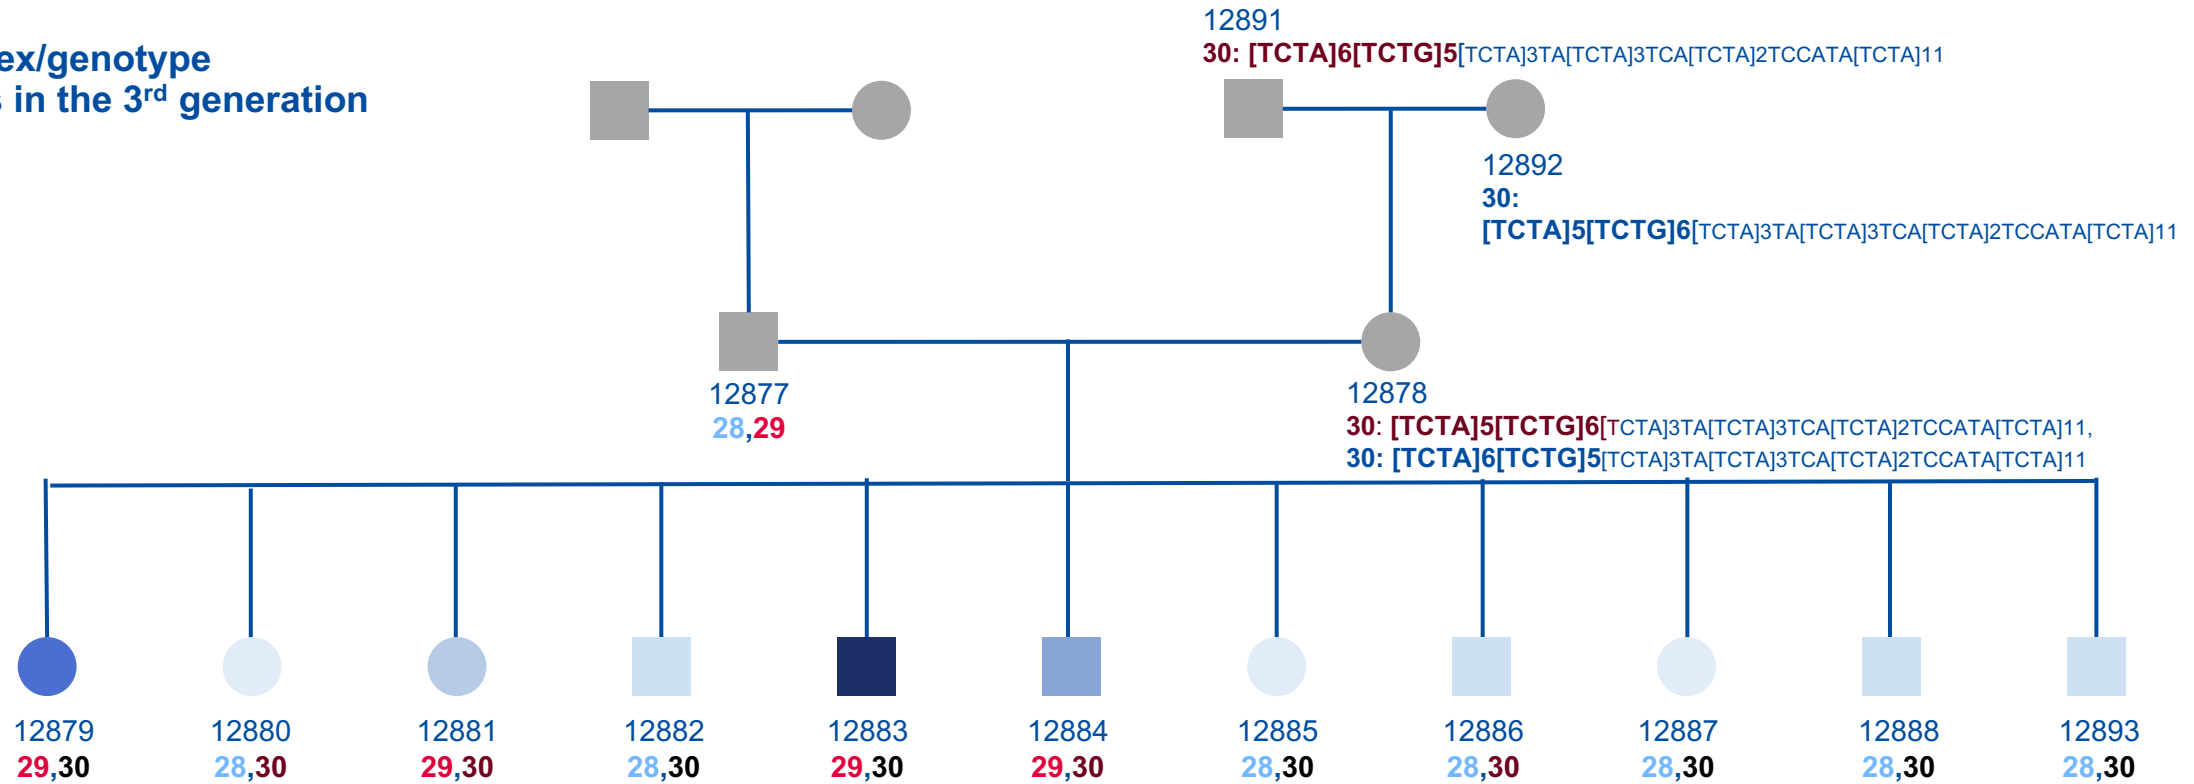 ex/genotype
s in the 3rd generation
12891
30: [TCTA]6[TCTG]5[TCTA]3TA[TCTA]3TCA[TCTA]2TCCATA[TCTA]11
12892
30:
[TCTA]5[TCTG]6[TCTA]3TA[TCTA]3TCA[TCTA]2TCCATA[TCTA]11
12877
28,29
12878
30: [TCTA]5[TCTG]6[TCTA]3TA[TCTA]3TCA[TCTA]2TCCATA[TCTA]11,
30: [TCTA]6[TCTG]5[TCTA]3TA[TCTA]3TCA[TCTA]2TCCATA[TCTA]11
12879 12880 12881 12882 12883 12884 12885 12886 12887 12888 12893
29,30 28,30 29,30 28,30 29,30 29,30 28,30 28,30 28,30 28,30 28,30